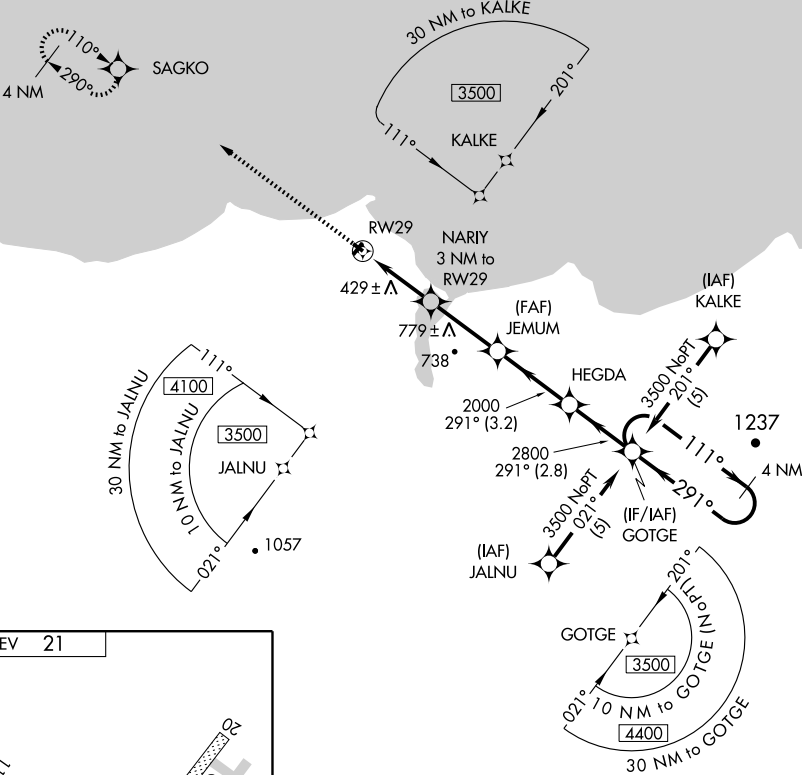 30 NM to KALKE
110°
290°
4 NM
SAGKO
3500
201°
111°
KALKE
RW29
NARIY
3 NM to
RW29
429 ±
(IAF)
KALKE
(FAF)
JEMUM
779 ±
738
HEGDA
3500 NoPT
201°
(5)
2000
291° (3.2)
1237
111°
2800
291° (2.8)
4 NM
291°
(IF/IAF)
GOTGE
3500 NoPT
021°
(5)
(IAF)
JALNU
111°
4100
30 NM to JALNU
10 NM to JALNU
3500
JALNU
021°
1057
201°
GOTGE
3500
021°
10 NM to GOTGE (NoPT)
4400
30 NM to GOTGE
EV 21
20